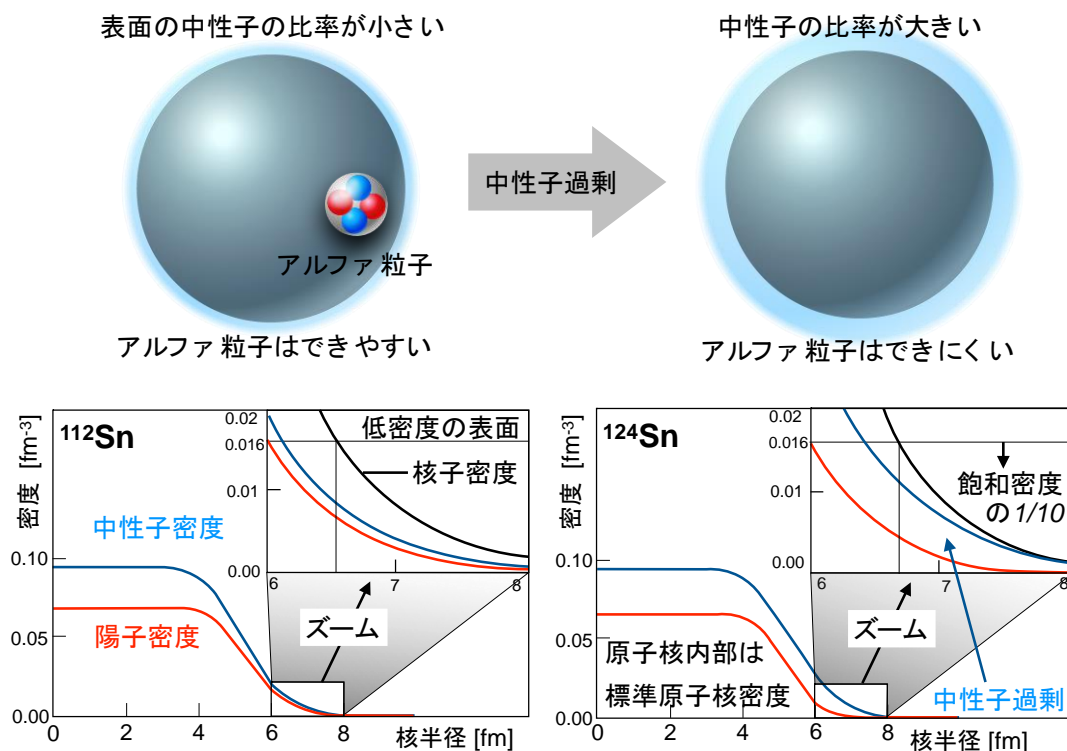 表面の中性子の比率が小さい
中性子の比率が大きい
中性子過剰
アルファ粒子
アルファ粒子はできやすい
アルファ粒子はできにくい
密度 [fm-3]
112Sn
中性子密度
陽子密度
0.10
0.05
0.00
0
2
4
6
8
核半径 [fm]
0.02
0.016
0.01
0.00
6
7
8
低密度の表面
核子密度
ズーム
密度 [fm-3]
124Sn
0.10
0.05
0.00
0
2
4
6
8
核半径 [fm]
0.02
0.016
0.01
0.00
6
7
8
飽和密度
の1/10
ズーム
原子核内部は
標準原子核密度
中性子過剰